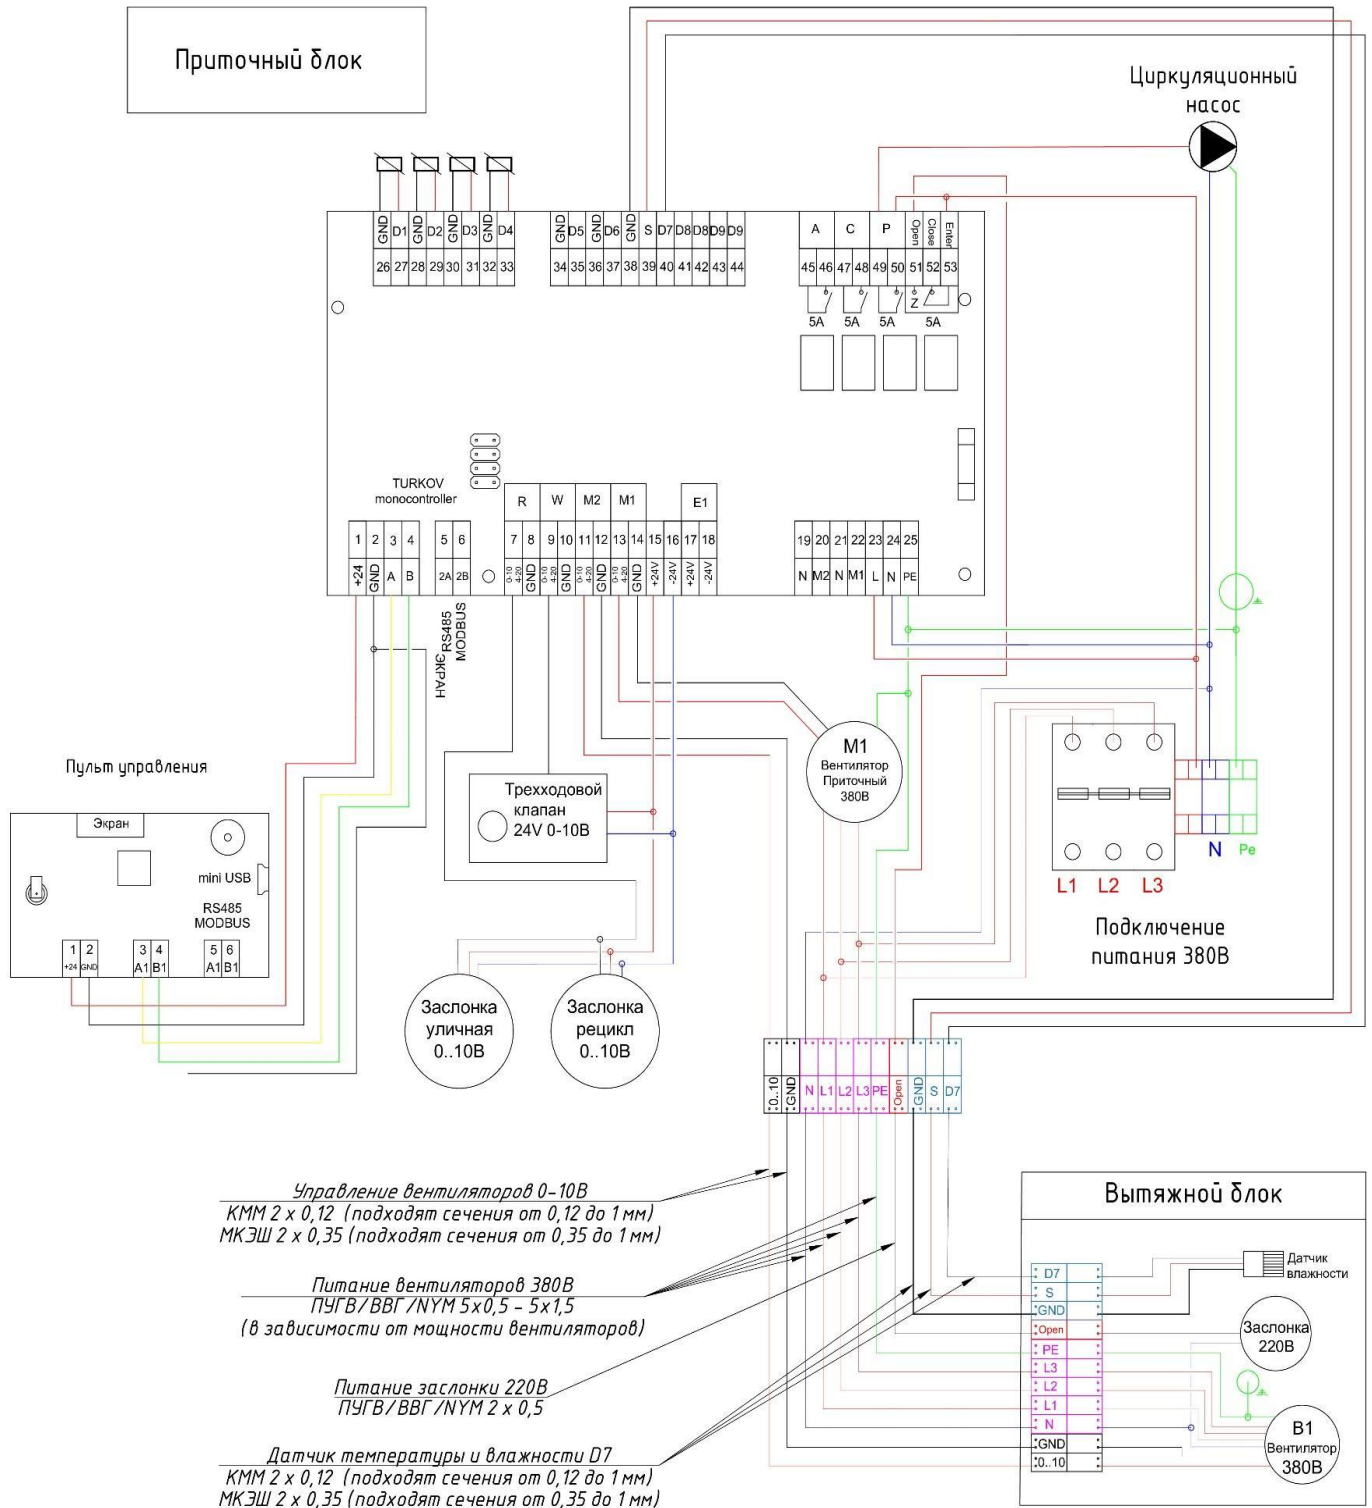 Приточный блок
Циркуляционный
насос
GND D1 GND D2 GND D3 GND D4
26 27 28 29 30 31 32 33
GND D5 GND D6 GND S D7 D8 D8 D9 D9
34 35 36 37 38 39 40 41 42 43 44
A C P Open Close Enter
45 46 47 48 49 50 51 52 53
Z
5A 5A 5A 5A
TURKOV
monocontroller
R W M2 M1 E1
1 2 3 4 5 6 7 8 9 10 11 12 13 14 15 16 17 18
+24 GND A B 2A 2B 0-10 4-20 GND 0-10 4-20 GND 0-10 4-20 GND 0-10 4-20 GND +24V -24V +24V -24V
19 20 21 22 23 24 25
N M2 N M1 L N PE
ЭКРАН
RS485
MODBUS
Пульт управления
Экран
mini USB
RS485
MODBUS
1 2 3 4 5 6
+24 GND A1 B1 A1 B1
Трехходовой
клапан
24V 0-10В
M1
Вентилятор
Приточный
380В
N Pe
L1 L2 L3
Подключение
питания 380В
Заслонка
уличная
0..10В
Заслонка
рецикл
0..10В
0..10 GND N L1 L2 L3 PE Open GND S D7
Управление вентиляторов 0-10В
КММ 2 x 0,12 (подходят сечения от 0,12 до 1 мм)
МКЭШ 2 x 0,35 (подходят сечения от 0,35 до 1 мм)
Питание вентиляторов 380В
ПУГВ/ВВГ/NYM 5x0,5 - 5x1,5
(в зависимости от мощности вентиляторов)
Питание заслонки 220В
ПУГВ/ВВГ/NYM 2 x 0,5
Датчик температуры и влажности D7
КММ 2 x 0,12 (подходят сечения от 0,12 до 1 мм)
МКЭШ 2 x 0,35 (подходят сечения от 0,35 до 1 мм)
Вытяжной блок
D7
S
GND
Open
PE
L3
L2
L1
N
GND
0..10
Датчик
влажности
Заслонка
220В
B1
Вентилятор
380В